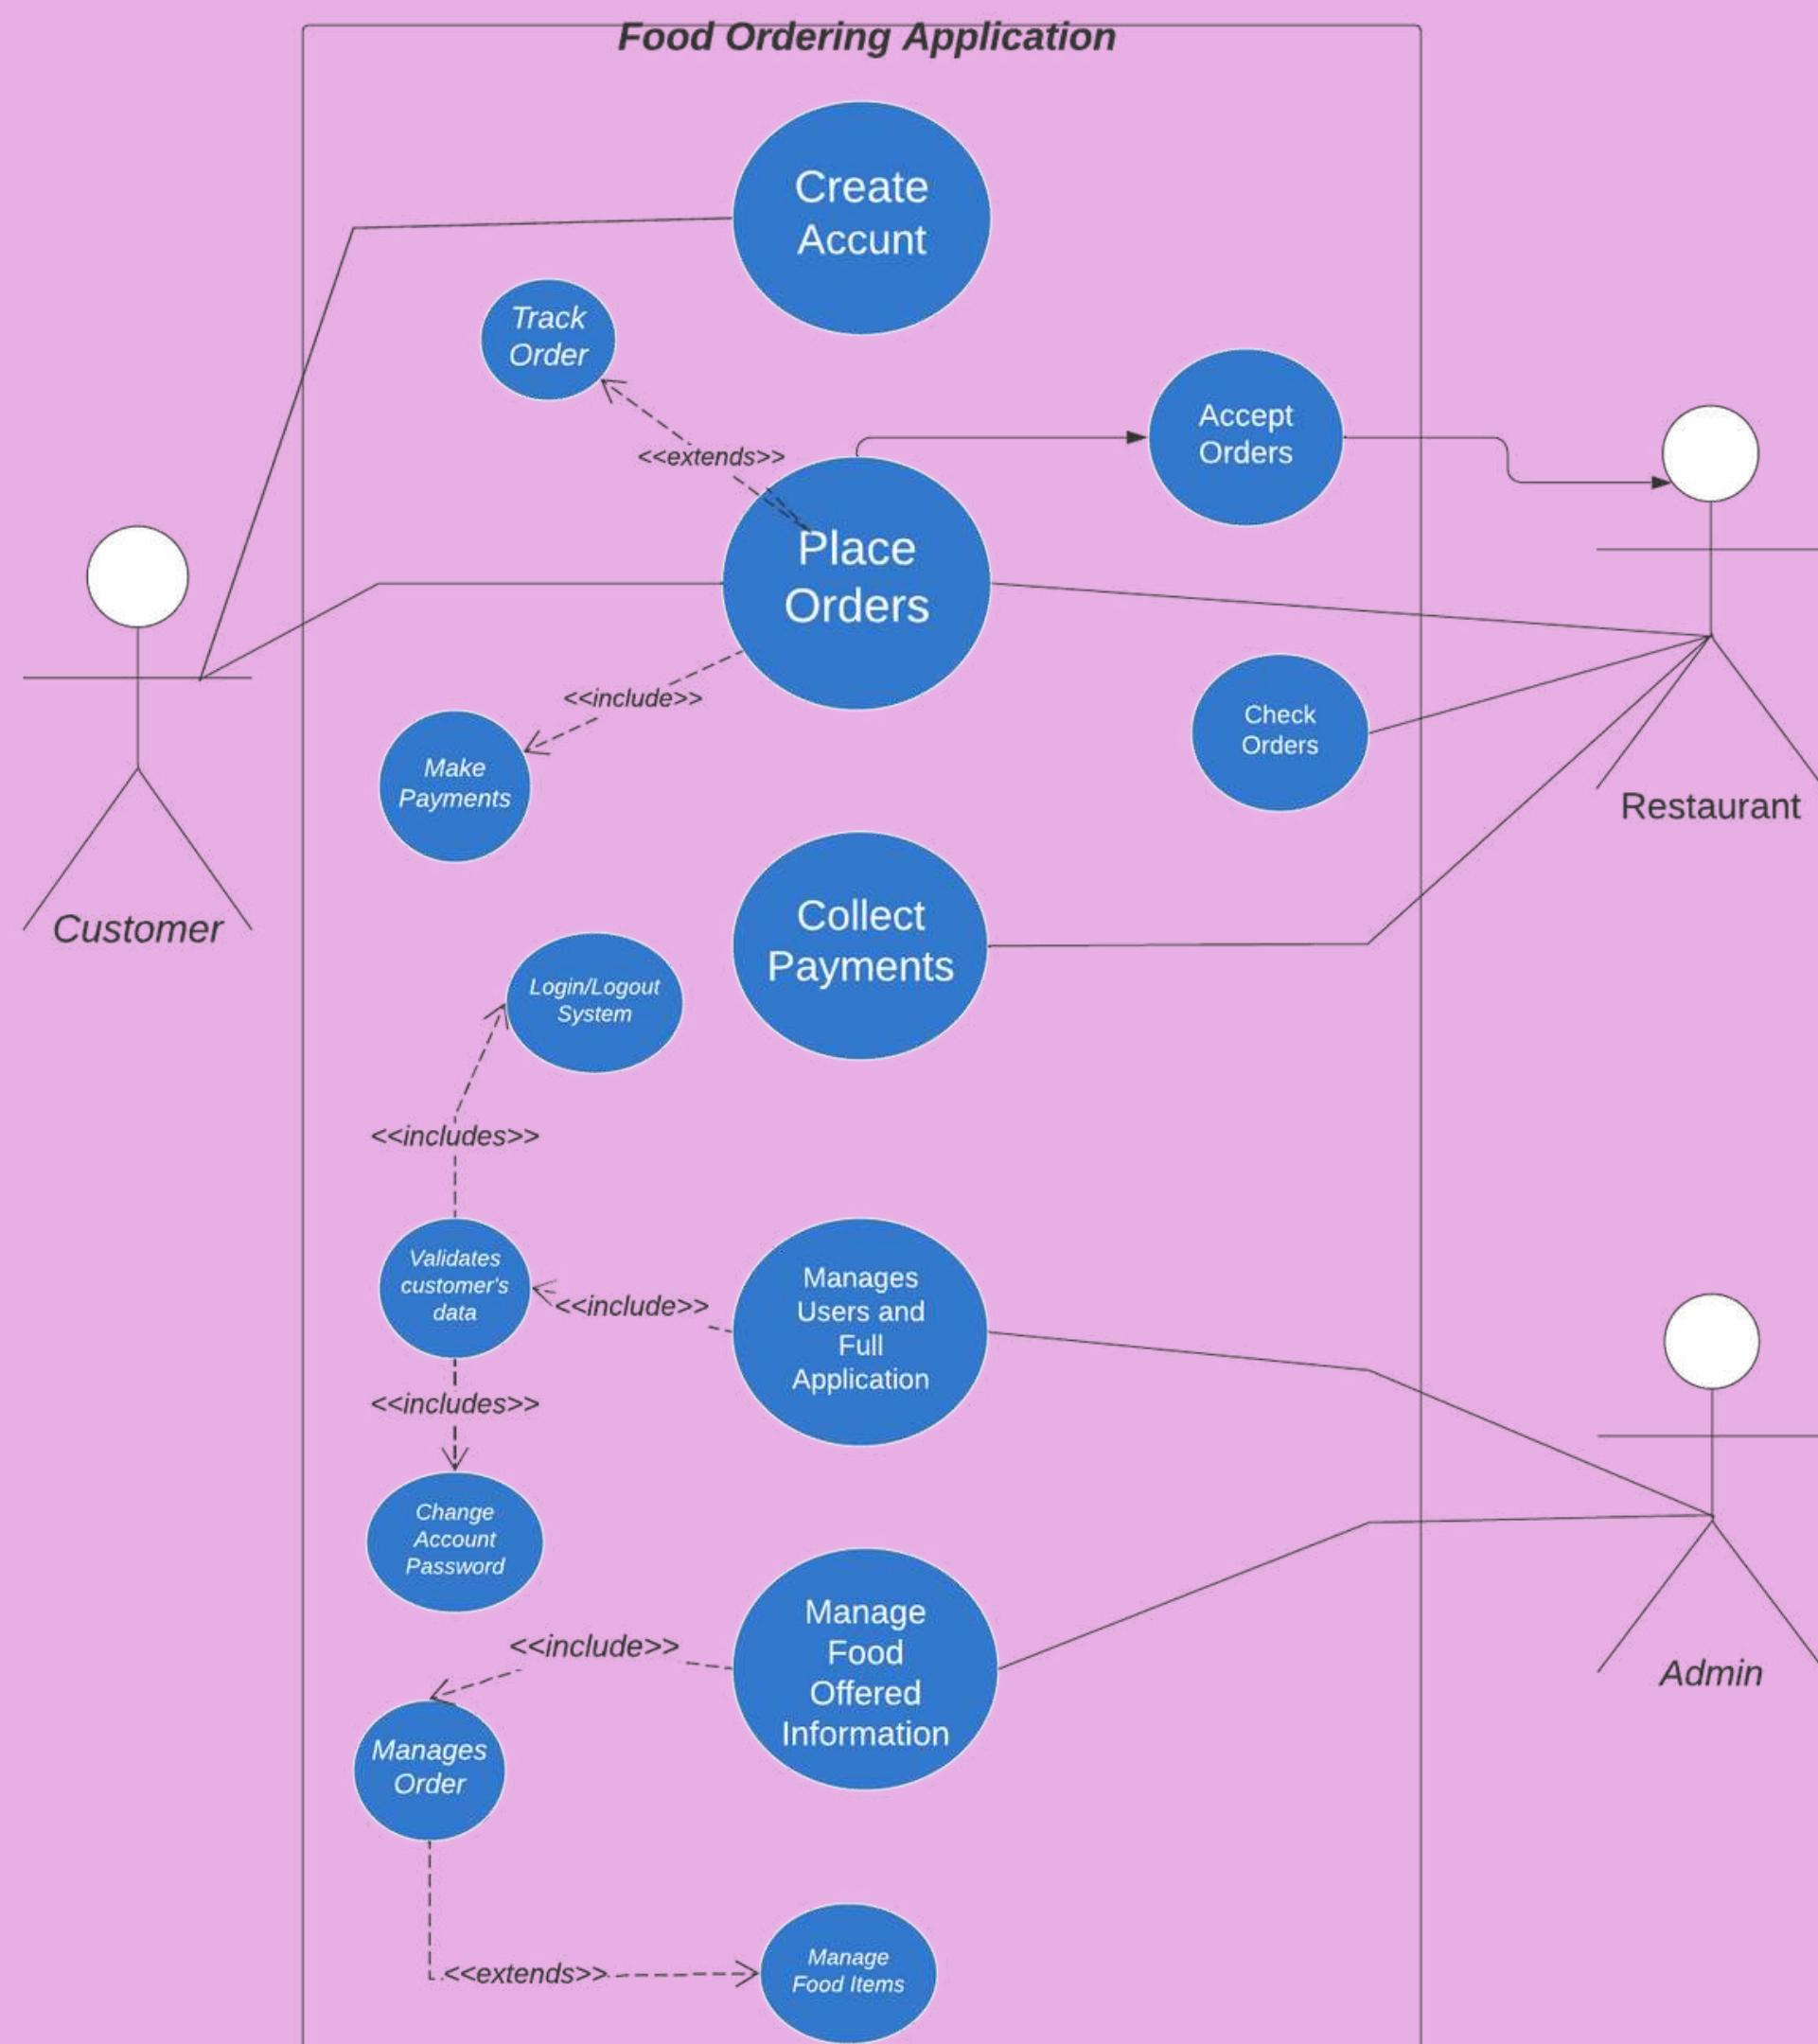 Food Ordering Application
Create
Accunt
Track
Order
Accept
Orders
<<extends>>
Place
Orders
<<include>>
Check
Orders
Make
Payments
Restaurant
Collect
Payments
Customer
Login/Logout
System
<<includes>>
Validates
customer's
data
<<include>>
Manages
Users and
Full
Application
<<includes>>
Change
Account
Password
Manage
Food
Offered
Information
<<include>>
Admin
Manages
Order
<<extends>>
Manage
Food Items